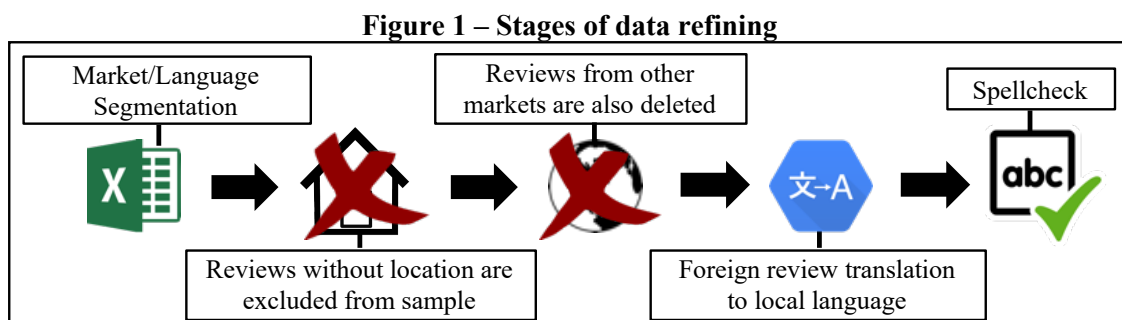 Figure 1 – Stages of data refining
Market/Language
Segmentation
Reviews from other
markets are also deleted
Spellcheck
X
文→A
abc
Reviews without location are
excluded from sample
Foreign review translation
to local language